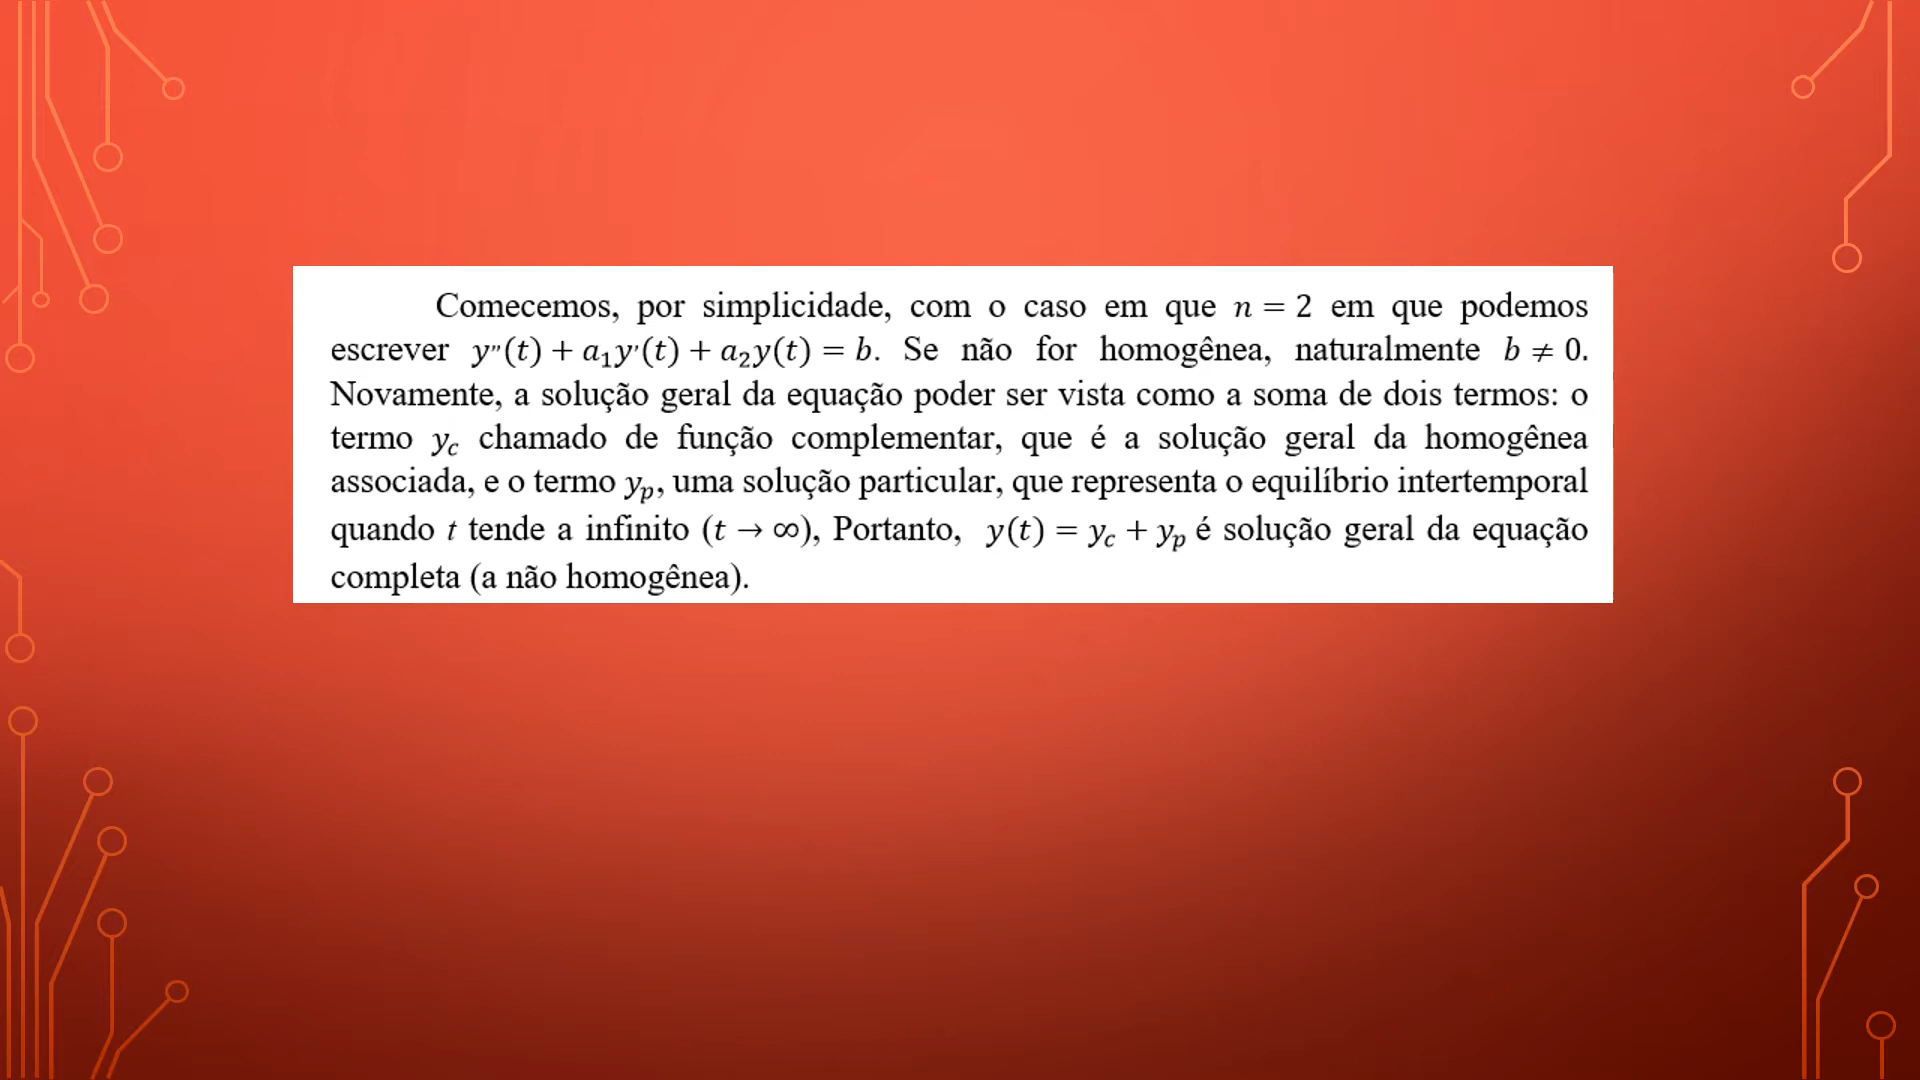 Comecemos, por simplicidade, com o caso em que n = 2 em que podemos
escrever y”(t) + a₁y’(t) + a₂y(t) = b. Se não for homogênea, naturalmente b ≠ 0.
Novamente, a solução geral da equação poder ser vista como a soma de dois termos: o
termo y_c chamado de função complementar, que é a solução geral da homogênea
associada, e o termo y_p, uma solução particular, que representa o equilíbrio intertemporal
quando t tende a infinito (t → ∞), Portanto, y(t) = y_c + y_p é solução geral da equação
completa (a não homogênea).